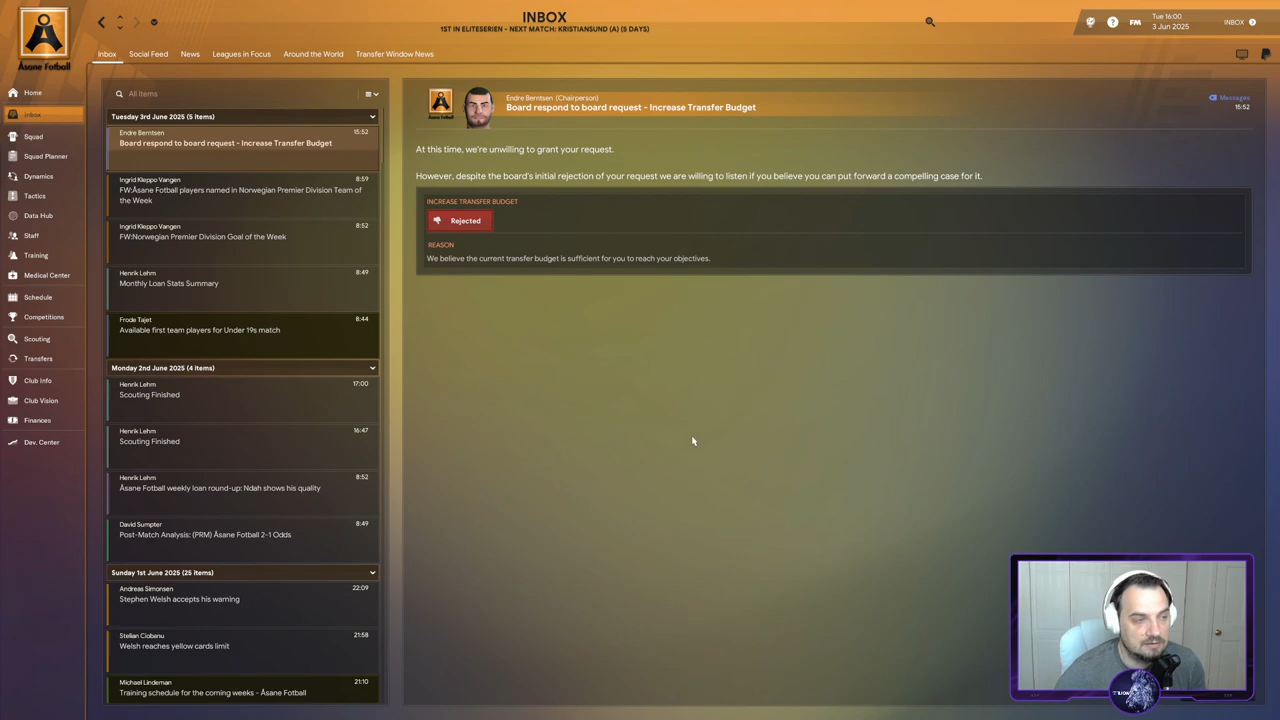 INBOX
1ST IN ELITESERIEN - NEXT MATCH: KRISTIANSUND (A) (5 DAYS)
FM
Tue 16:00
3 Jun 2025
INBOX
Åsane Fotball
Inbox
Social Feed
News
Leagues in Focus
Around the World
Transfer Window News
Home
Inbox
Squad
Squad Planner
Dynamics
Tactics
Data Hub
Staff
Training
Medical Center
Schedule
Competitions
Scouting
Transfers
Club Info
Club Vision
Finances
Dev. Center
All Items
Tuesday 3rd June 2025 (5 items)
Endre Berntsen 15:52
Board respond to board request - Increase Transfer Budget
Ingrid Kleppo Vangen 8:59
FW:Åsane Fotball players named in Norwegian Premier Division Team of
the Week
Ingrid Kleppo Vangen 8:52
FW:Norwegian Premier Division Goal of the Week
Henrik Lehm 8:49
Monthly Loan Stats Summary
Frode Tajet 8:44
Available first team players for Under 19s match
Monday 2nd June 2025 (4 items)
Henrik Lehm 17:00
Scouting Finished
Henrik Lehm 16:47
Scouting Finished
Henrik Lehm 8:52
Åsane Fotball weekly loan round-up: Ndah shows his quality
David Sumpter 8:49
Post-Match Analysis: (PRM) Åsane Fotball 2-1 Odds
Sunday 1st June 2025 (25 items)
Andreas Simonsen 22:09
Stephen Welsh accepts his warning
Stelian Ciobanu 21:58
Welsh reaches yellow cards limit
Michael Lindeman 21:10
Training schedule for the coming weeks - Åsane Fotball
Endre Berntsen (Chairperson)
Board respond to board request - Increase Transfer Budget
Messages
15:52
At this time, we're unwilling to grant your request.
However, despite the board's initial rejection of your request we are willing to listen if you believe you can put forward a compelling case for it.
INCREASE TRANSFER BUDGET
Rejected
REASON
We believe the current transfer budget is sufficient for you to reach your objectives.